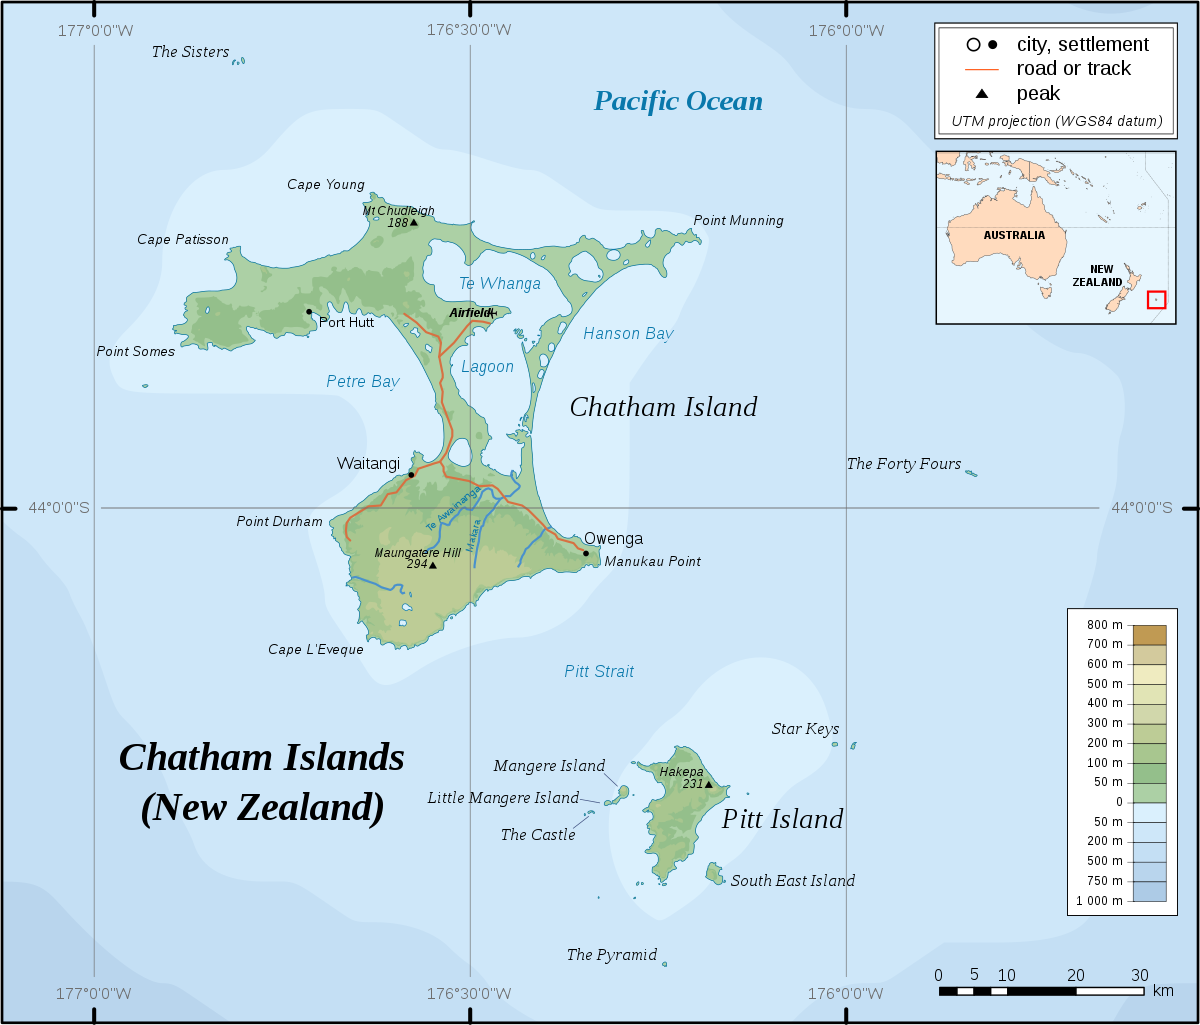 177°0'0"W
176°30'0"W
176°0'0"W
The Sisters
Pacific Ocean
city, settlement
road or track
peak
UTM projection (WGS84 datum)
AUSTRALIA
NEW
ZEALAND
Cape Young
Mt Chudleigh
188
Point Munning
Cape Patisson
Te Whanga
Airfield
Port Hutt
Hanson Bay
Point Somes
Lagoon
Petre Bay
Chatham Island
Waitangi
The Forty Fours
44°0'0"S
44°0'0"S
Te Awainanga
Makara
Point Durham
Owenga
Maungatere Hill
294
Manukau Point
Cape L'Eveque
Pitt Strait
800 m
700 m
600 m
500 m
400 m
300 m
200 m
100 m
50 m
0
50 m
200 m
500 m
750 m
1 000 m
Star Keys
Chatham Islands
(New Zealand)
Mangere Island
Hakepa
231
Little Mangere Island
Pitt Island
The Castle
South East Island
The Pyramid
0 5 10 20 30
km
177°0'0"W
176°30'0"W
176°0'0"W